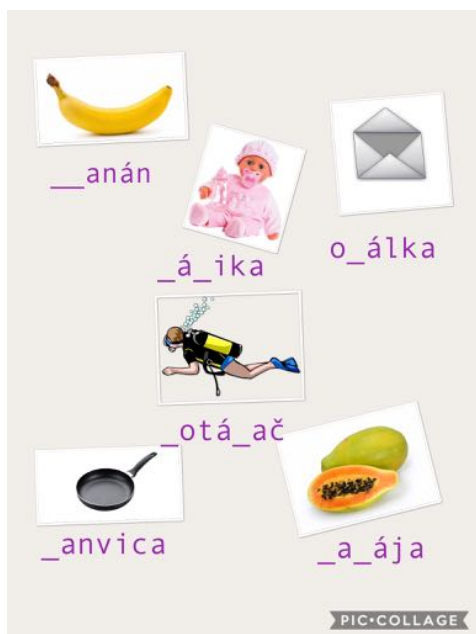 __anán
_á_ika
o_álka
_otá_ač
_anvica
_a_ája
PIC•COLLAGE